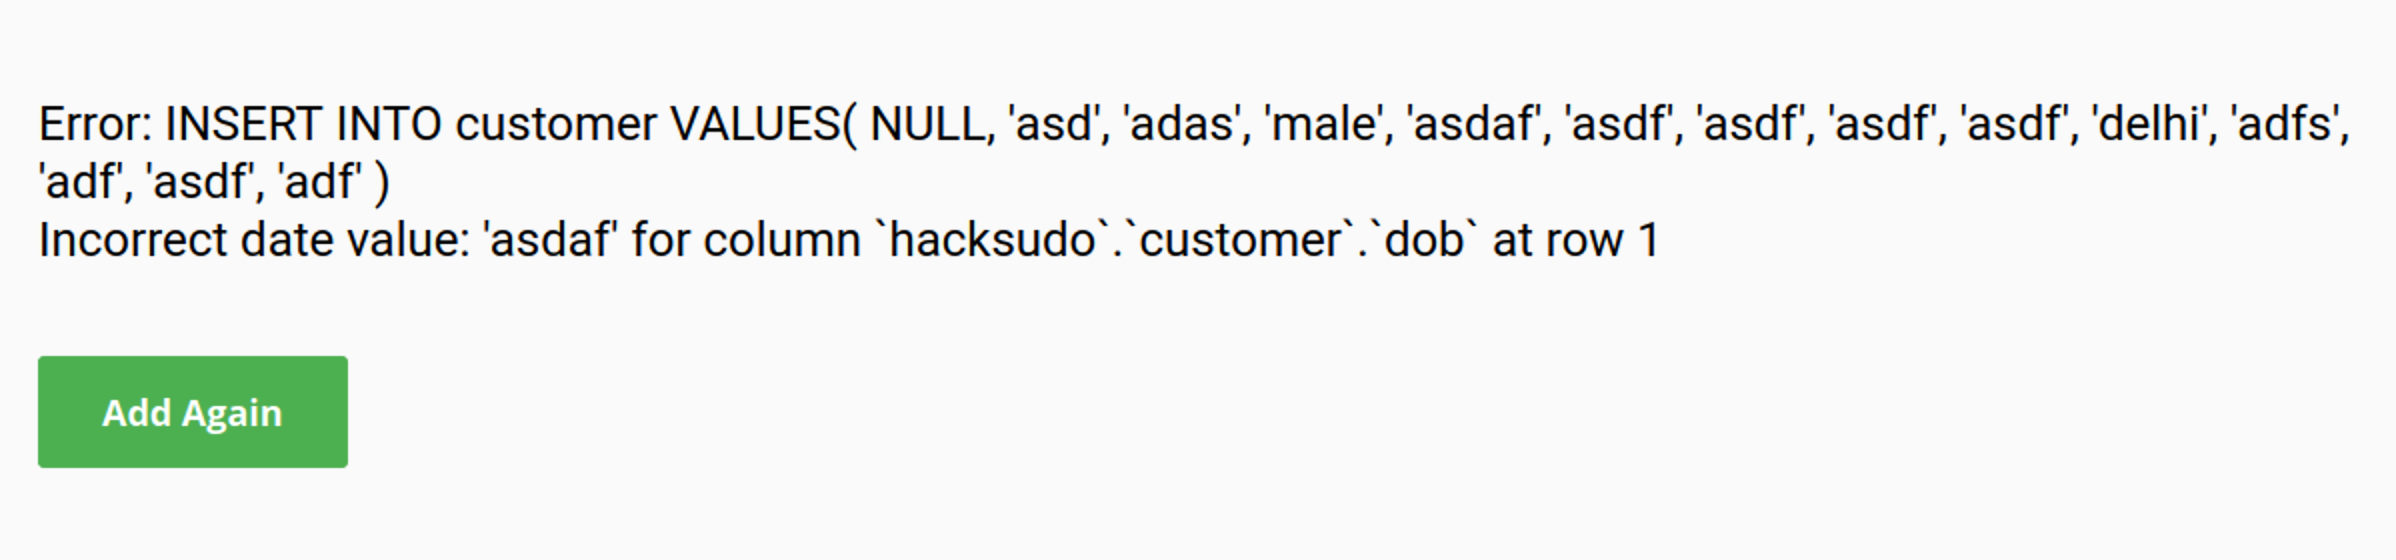 Error: INSERT INTO customer VALUES( NULL, 'asd', 'adas', 'male', 'asdaf', 'asdf', 'asdf', 'asdf', 'asdf', 'delhi', 'adfs',
'adf', 'asdf', 'adf' )
Incorrect date value: 'asdaf' for column `hacksudo`.`customer`.`dob` at row 1
Add Again